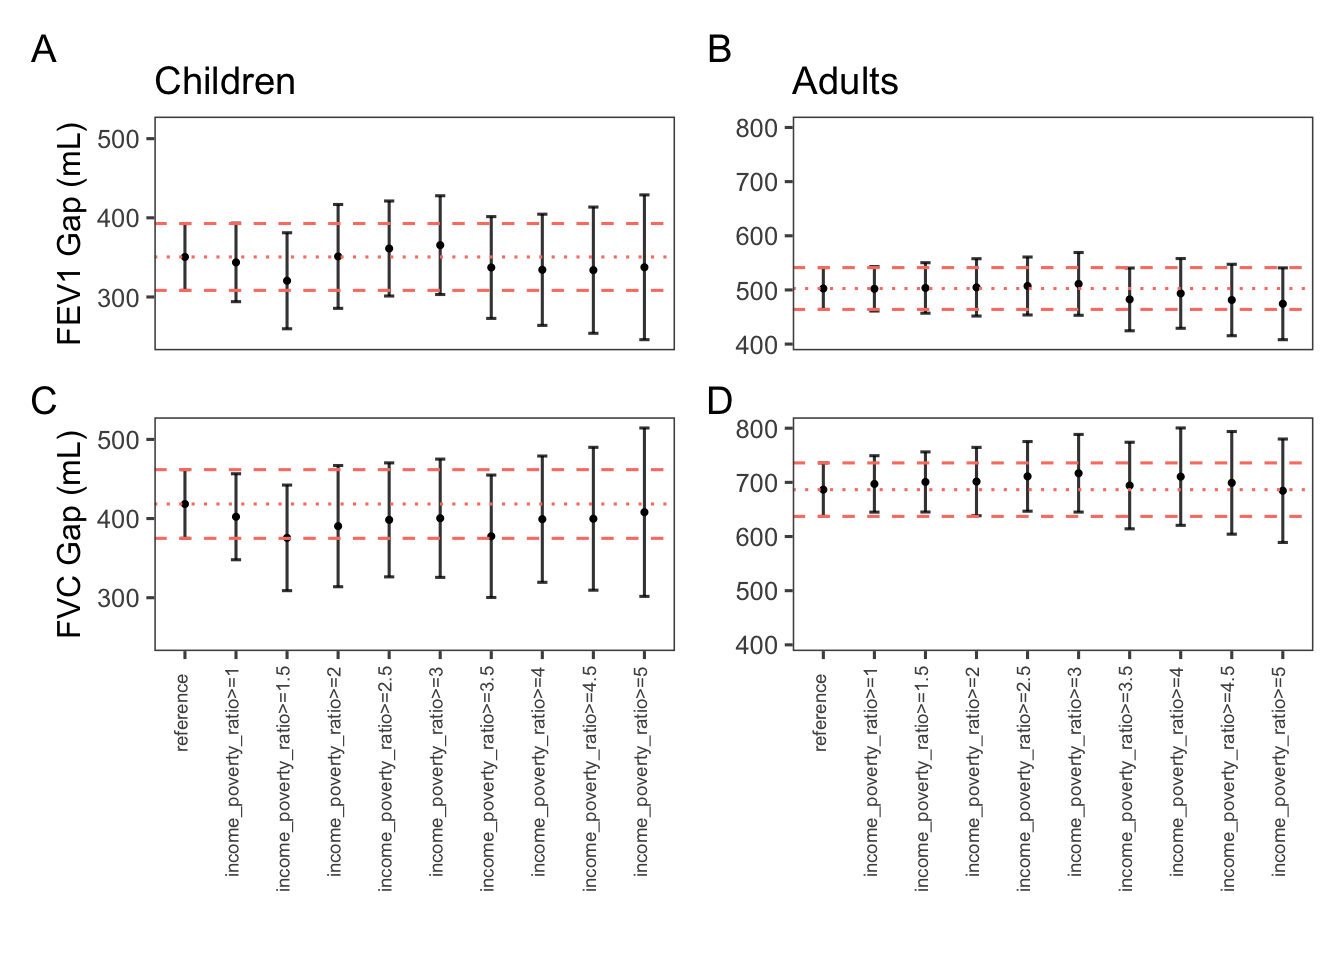 A
Children
FEV1 Gap (mL)
500
400
300
B
Adults
800
700
600
500
400
C
FVC Gap (mL)
500
400
300
reference
income_poverty_ratio>=1
income_poverty_ratio>=1.5
income_poverty_ratio>=2
income_poverty_ratio>=2.5
income_poverty_ratio>=3
income_poverty_ratio>=3.5
income_poverty_ratio>=4
income_poverty_ratio>=4.5
income_poverty_ratio>=5
D
800
700
600
500
400
reference
income_poverty_ratio>=1
income_poverty_ratio>=1.5
income_poverty_ratio>=2
income_poverty_ratio>=2.5
income_poverty_ratio>=3
income_poverty_ratio>=3.5
income_poverty_ratio>=4
income_poverty_ratio>=4.5
income_poverty_ratio>=5